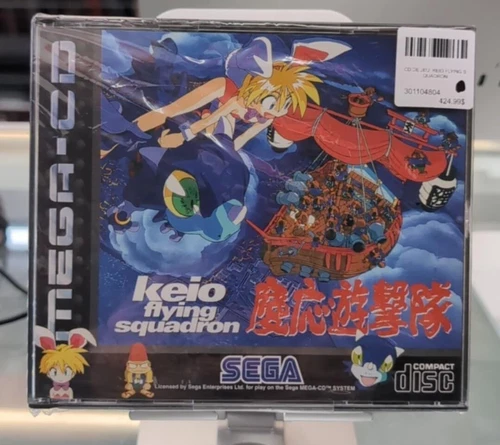 MEGA-CD
301104804
424.99$
keio
flying
squadron
慶応遊撃隊
SEGA
Licensed by Sega Enterprises Ltd. for play on the Sega MEGA-CD™ SYSTEM
COMPACT
disc